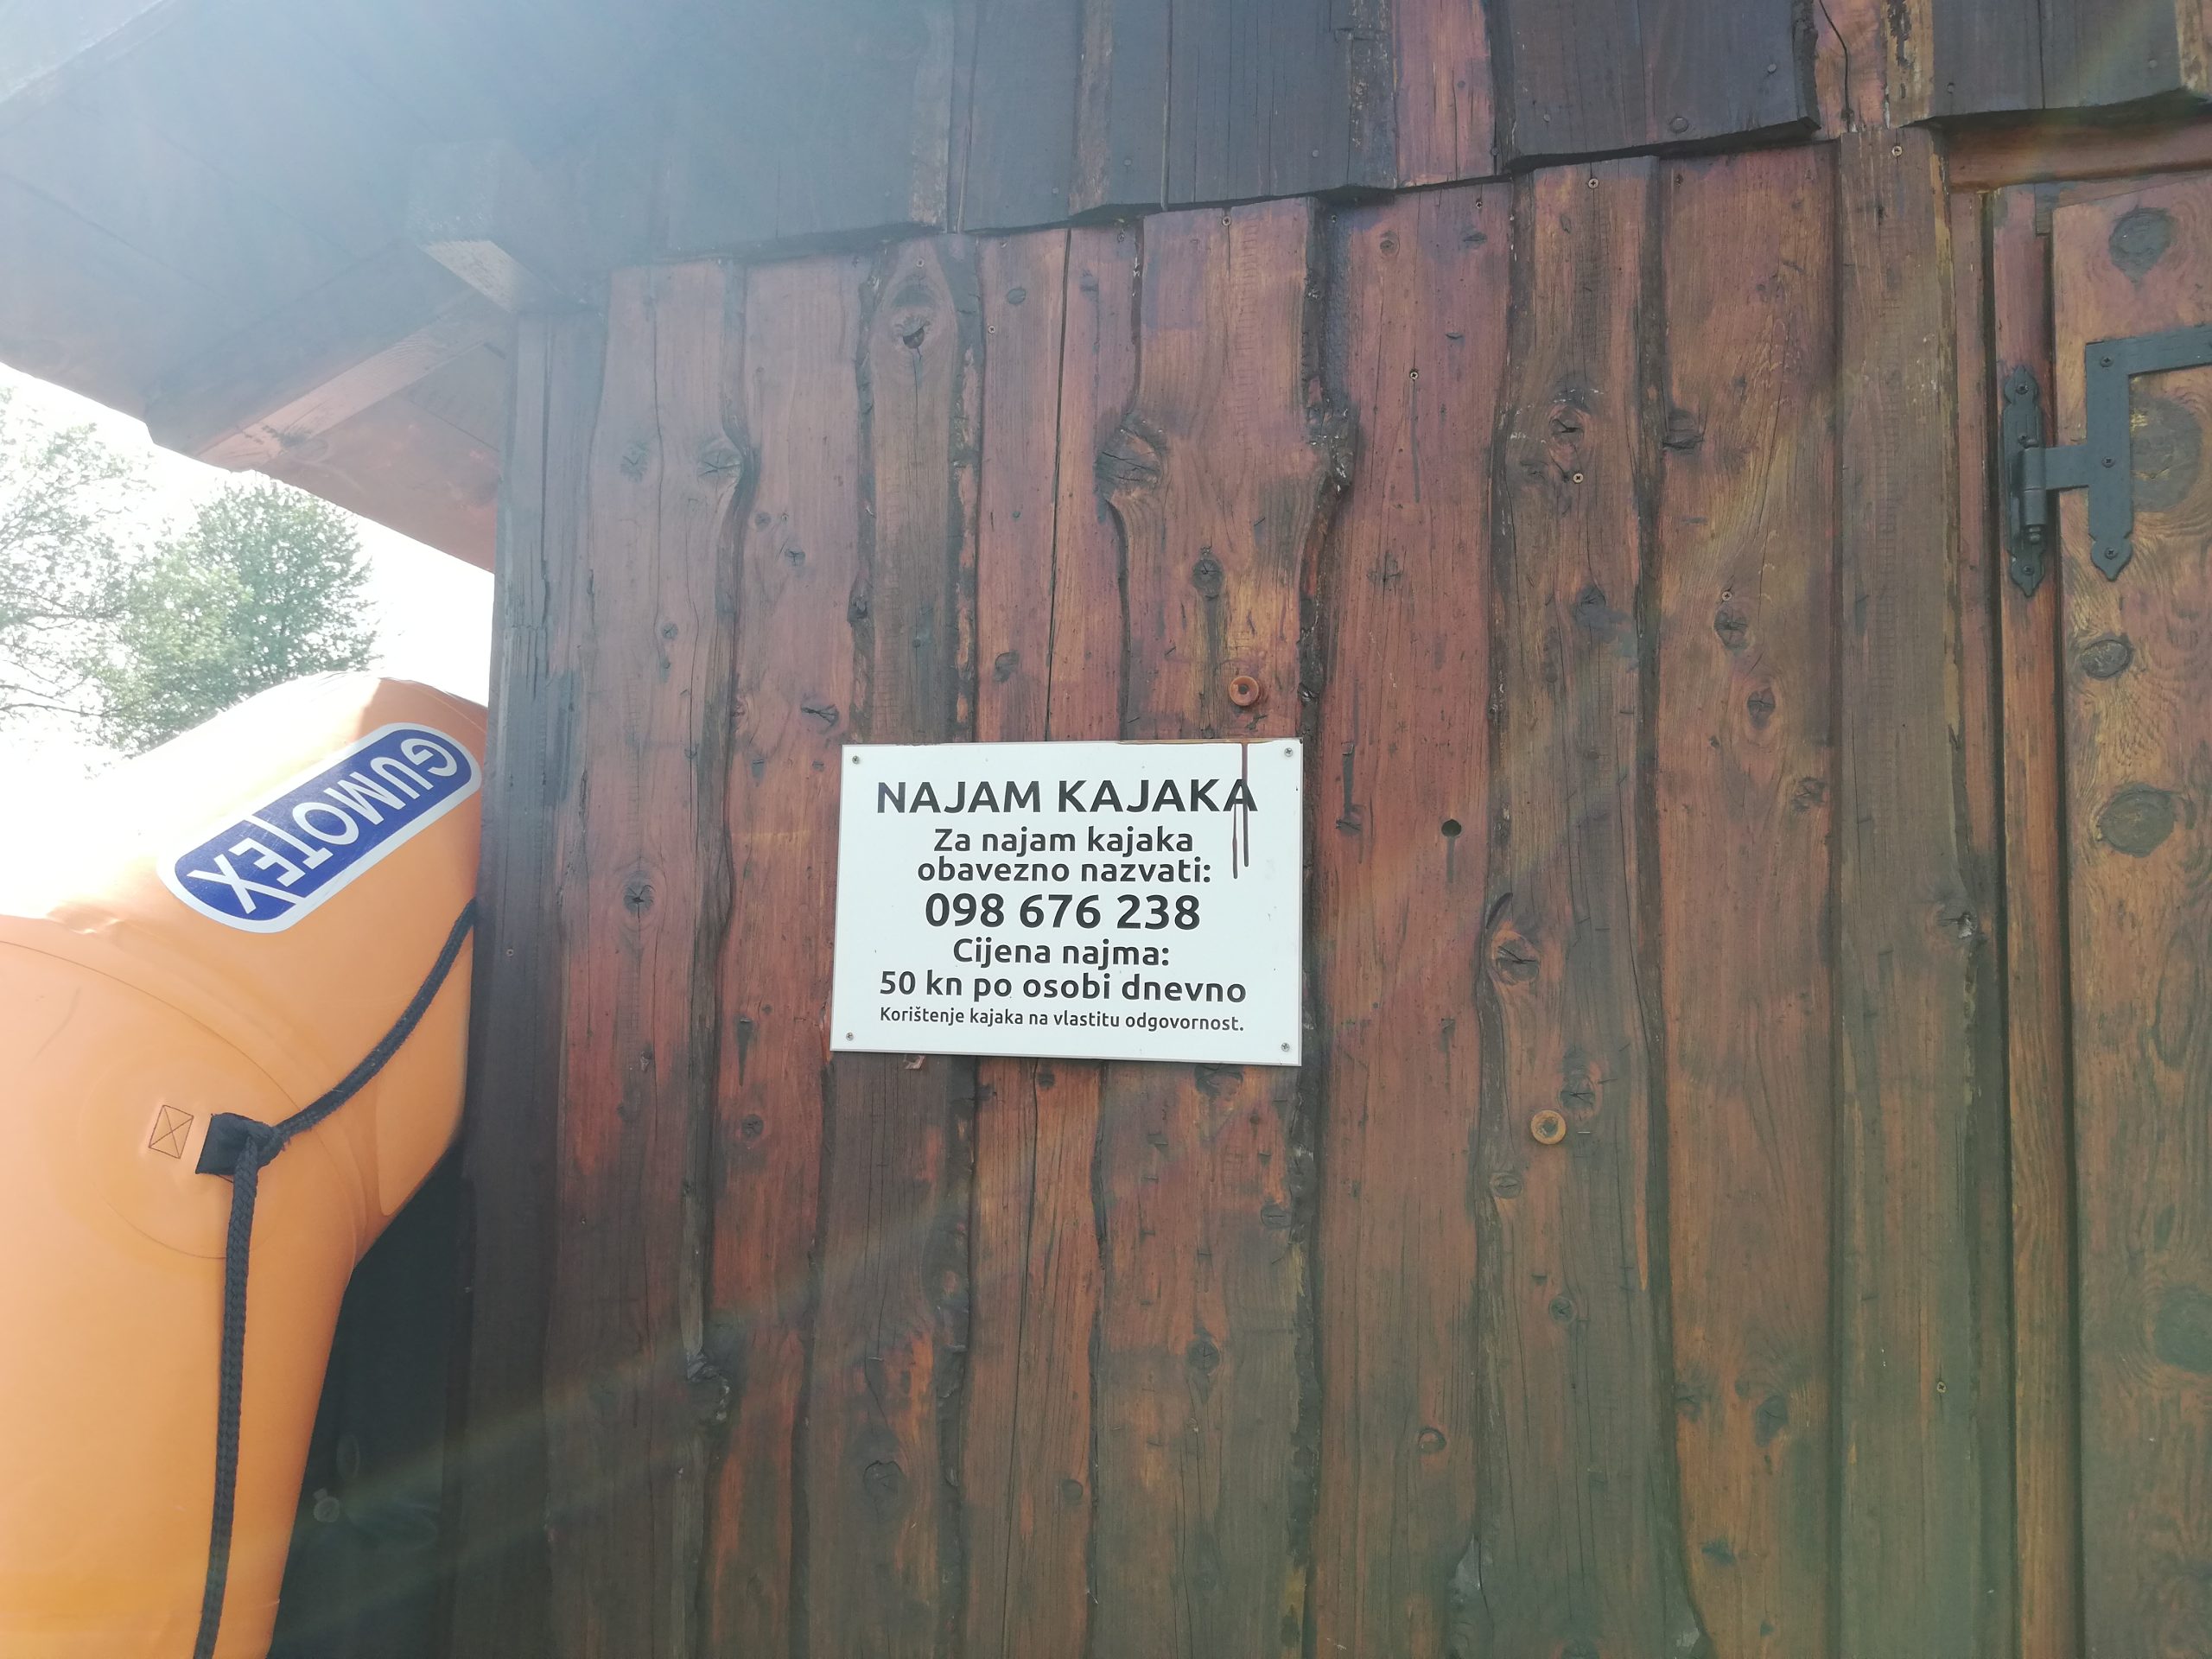 GUMOTEX
NAJAM KAJAKA
Za najam kajaka
obavezno nazvati:
098 676 238
Cijena najma:
50 kn po osobi dnevno
Korištenje kajaka na vlastitu odgovornost.